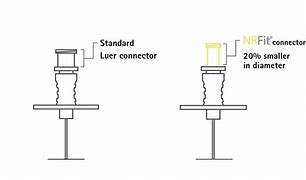 Standard
Luer connector
NRFit® connector
20% smaller
in diameter